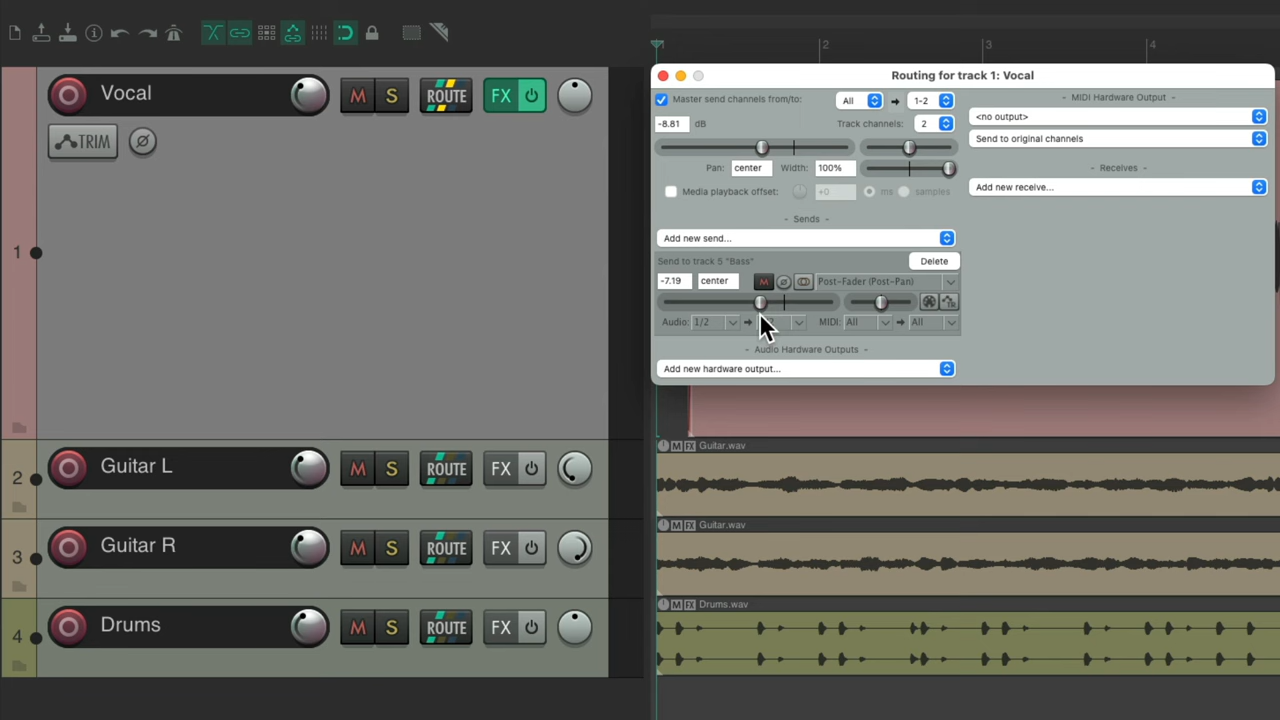 1
2
3
4
Routing for track 1: Vocal
Master send channels from/to: All 1-2
-8.81 dB Track channels: 2
Pan: center Width: 100%
Media playback offset: +0 ms samples
- Sends -
Add new send...
Send to track 5 "Bass" Delete
-7.19 center M Post-Fader (Post-Pan)
Audio: 1/2 MIDI: All All
- Audio Hardware Outputs -
Add new hardware output...
- MIDI Hardware Output -
<no output>
Send to original channels
- Receives -
Add new receive...
Vocal M S ROUTE FX
TRIM
1
2 Guitar L M S ROUTE FX
M FX Guitar.wav
3 Guitar R M S ROUTE FX
M FX Guitar.wav
4 Drums M S ROUTE FX
M FX Drums.wav